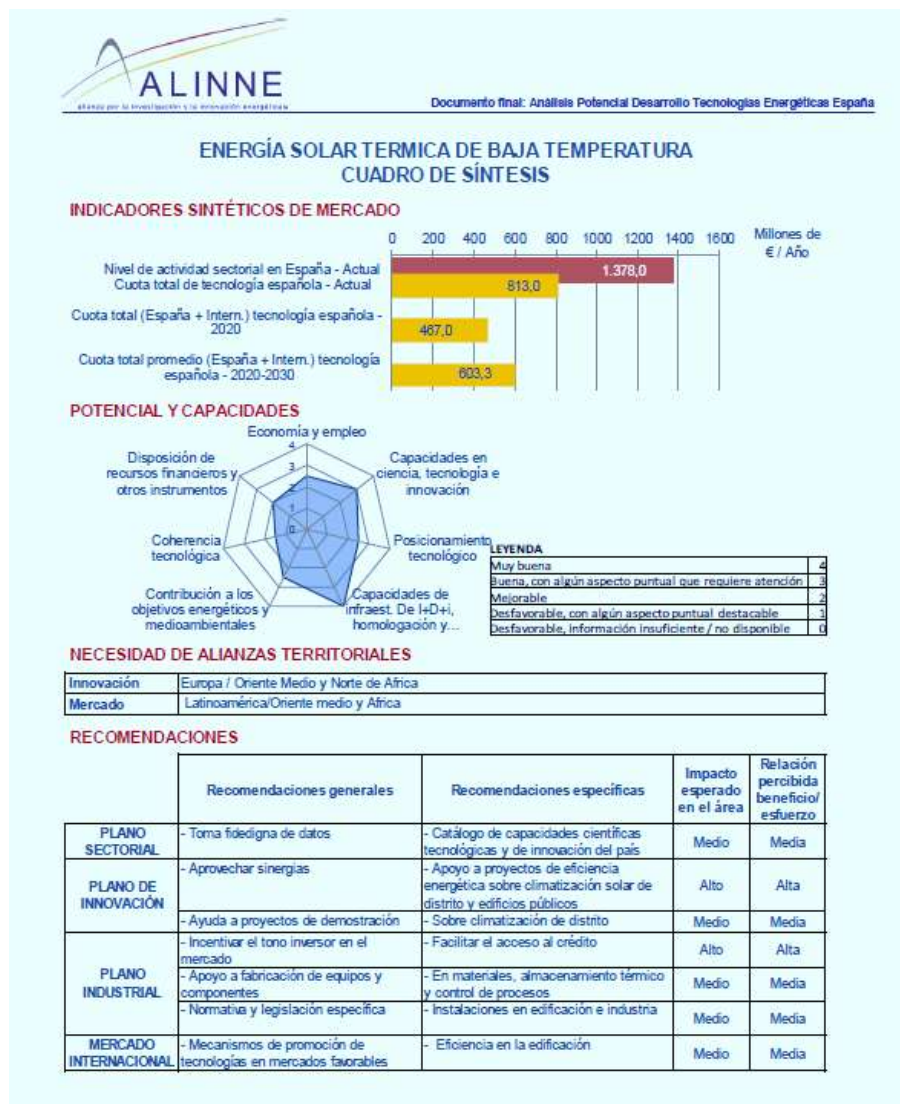 ALINNE
alianza por la investigación y la innovación energéticas
Documento final: Análisis Potencial Desarrollo Tecnologías Energéticas España
ENERGÍA SOLAR TERMICA DE BAJA TEMPERATURA
CUADRO DE SÍNTESIS
INDICADORES SINTÉTICOS DE MERCADO
0 200 400 600 800 1000 1200 1400 1600
Millones de
€ / Año
Nivel de actividad sectorial en España - Actual
1.378,0
Cuota total de tecnología española - Actual
813,0
Cuota total (España + Intern.) tecnología española -
2020
467,0
Cuota total promedio (España + Intern.) tecnología
española - 2020-2030
603,3
POTENCIAL Y CAPACIDADES
Economía y empleo
4
3
2
1
0
Capacidades en
ciencia, tecnología e
innovación
Posicionamiento
tecnológico
Capacidades de
infraest. De I+D+i,
homologación y...
Contribución a los
objetivos energéticos y
medioambientales
Coherencia
tecnológica
Disposición de
recursos financieros y
otros instrumentos
LEYENDA
Muy buena 4
Buena, con algún aspecto puntual que requiere atención 3
Mejorable 2
Desfavorable, con algún aspecto puntual destacable 1
Desfavorable, información insuficiente / no disponible 0
NECESIDAD DE ALIANZAS TERRITORIALES
Innovación Europa / Oriente Medio y Norte de Africa
Mercado Latinoamérica/Oriente medio y Africa
RECOMENDACIONES
Recomendaciones generales
Recomendaciones específicas
Impacto
esperado
en el área
Relación
percibida
beneficio/
esfuerzo
PLANO
SECTORIAL
- Toma fidedigna de datos
- Catálogo de capacidades científicas
tecnológicas y de innovación del país
Medio
Media
PLANO DE
INNOVACIÓN
- Aprovechar sinergias
- Apoyo a proyectos de eficiencia
energética sobre climatización solar de
distrito y edificios públicos
Alto
Alta
- Ayuda a proyectos de demostración
- Sobre climatización de distrito
Medio
Media
PLANO
INDUSTRIAL
- Incentivar el tono inversor en el
mercado
- Facilitar el acceso al crédito
Alto
Alta
- Apoyo a fabricación de equipos y
componentes
- En materiales, almacenamiento térmico
y control de procesos
Medio
Media
- Normativa y legislación específica
- Instalaciones en edificación e industria
Medio
Media
MERCADO
INTERNACIONAL
- Mecanismos de promoción de
tecnologías en mercados favorables
- Eficiencia en la edificación
Medio
Media